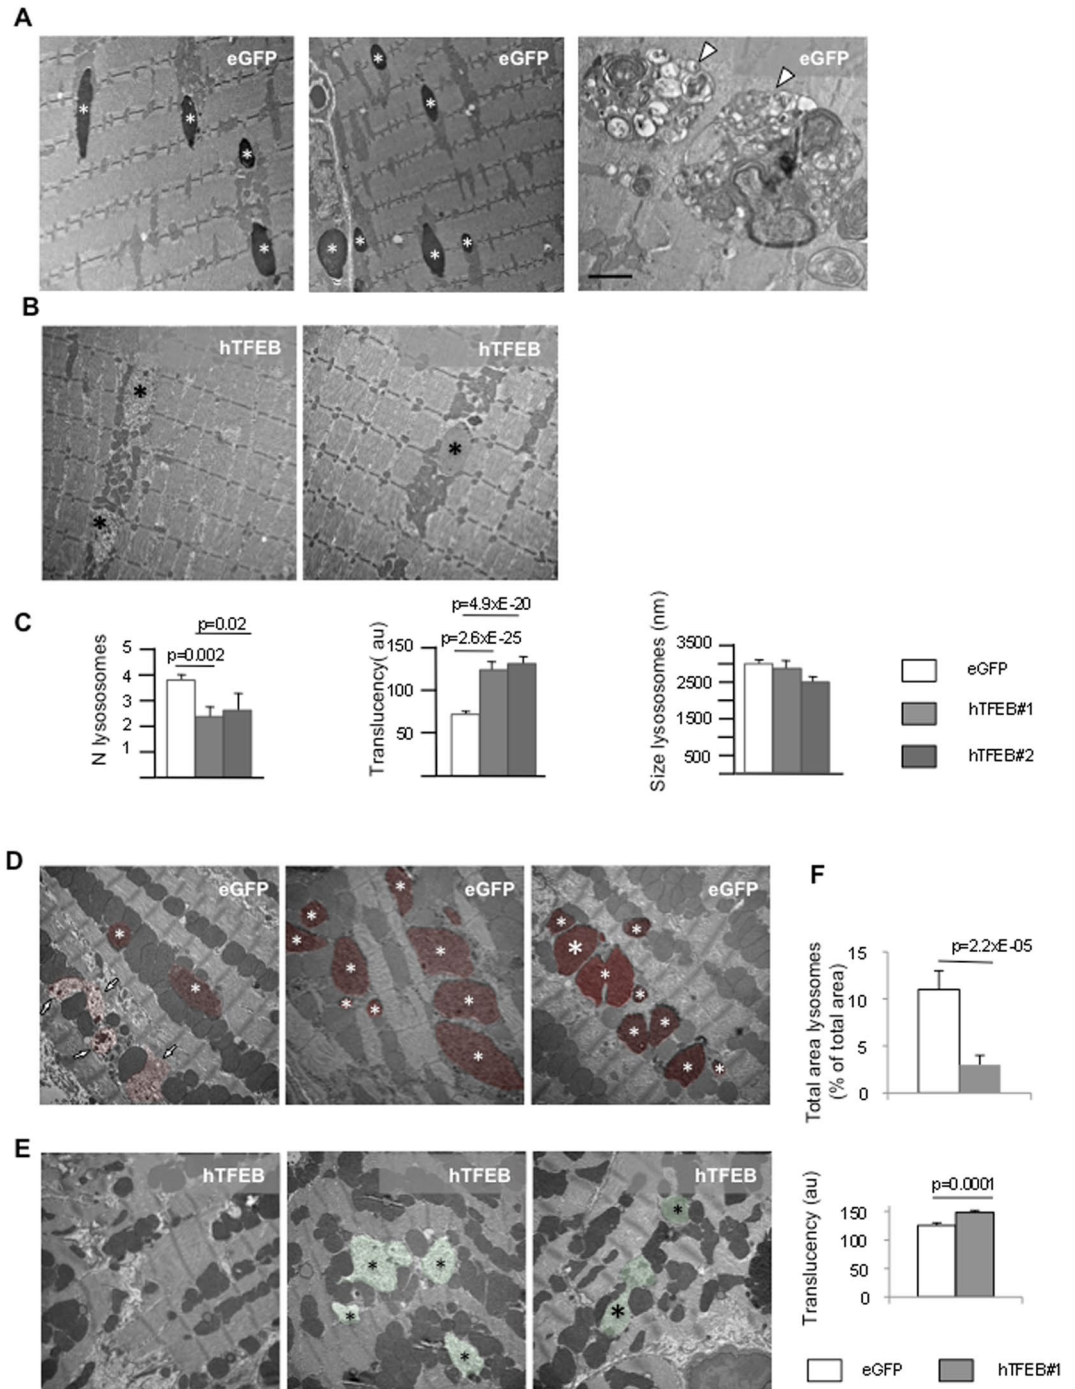 A
eGFP
eGFP
eGFP
* * * *
* * * * * *
B
hTFEB
hTFEB
* *
*
C
N lysososomes
5
4
3
2
1
p=0.02
p=0.002
Translucency( au)
150
100
50
p=4.9xE-20
p=2.6xE-25
Size lysososomes (nm)
3500
2500
1500
500
eGFP
hTFEB#1
hTFEB#2
D
eGFP
eGFP
eGFP
* *
* * * * * * * * *
* * * * * * * * *
F
Total area lysosomes
(% of total area)
15
10
5
0
p=2.2xE-05
E
hTFEB
hTFEB
hTFEB
* * * *
* *
Translucency (au)
150
100
50
0
p=0.0001
eGFP
hTFEB#1